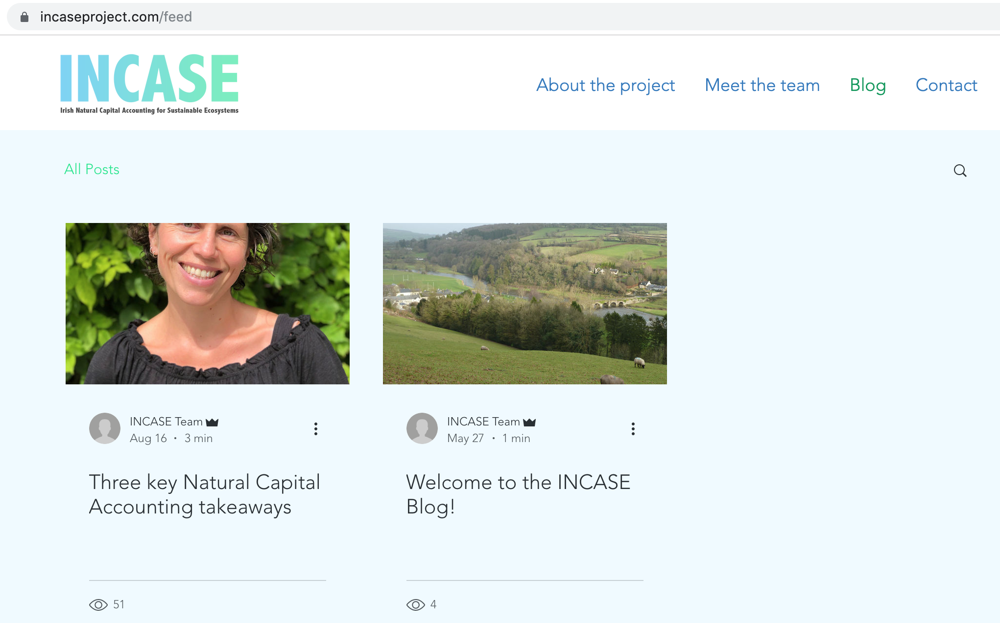 incaseproject.com/feed
INCASE
Irish Natural Capital Accounting for Sustainable Ecosystems
About the project
Meet the team
Blog
Contact
All Posts
INCASE Team
Aug 16 · 3 min
Three key Natural Capital
Accounting takeaways
51
INCASE Team
May 27 · 1 min
Welcome to the INCASE
Blog!
4